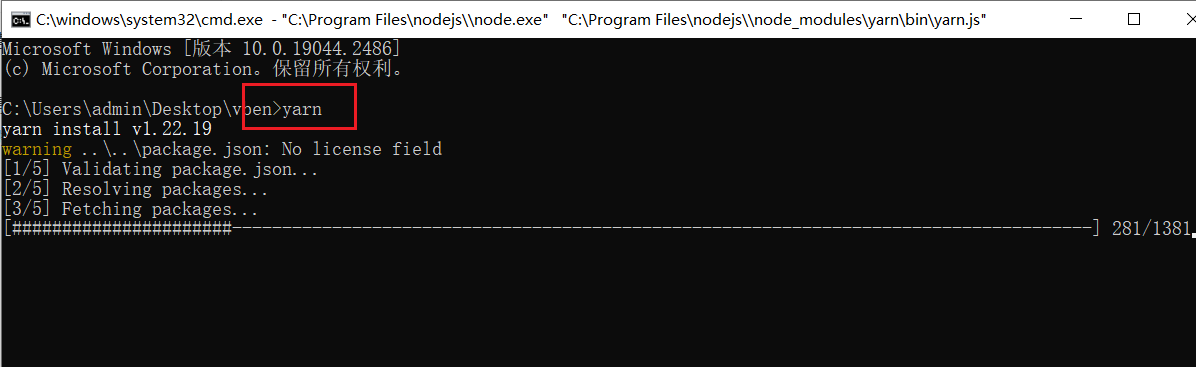 C:\windows\system32\cmd.exe - "C:\Program Files\nodejs\\node.exe" "C:\Program Files\nodejs\\node_modules\yarn\bin\yarn.js"
Microsoft Windows [版本 10.0.19044.2486]
(c) Microsoft Corporation。保留所有权利。
C:\Users\admin\Desktop\vben>yarn
yarn install v1.22.19
warning ..\..\package.json: No license field
[1/5] Validating package.json...
[2/5] Resolving packages...
[3/5] Fetching packages...
[######################--------------------------------------------------------------------------------------] 281/1381